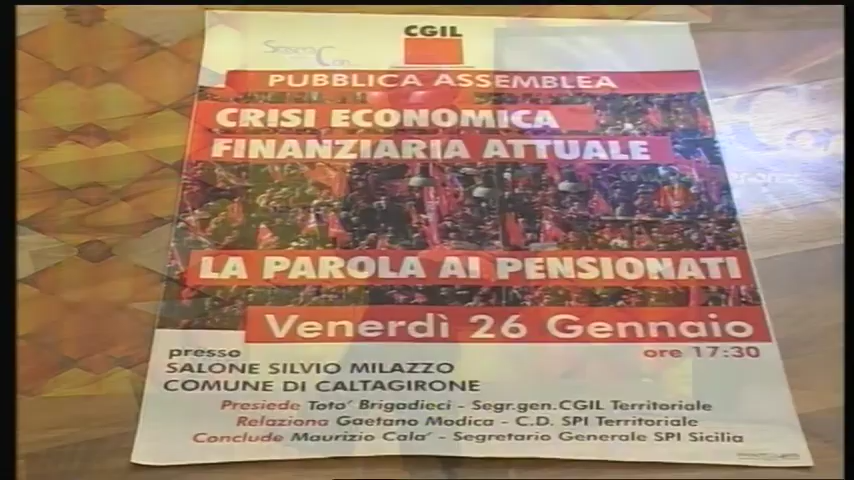 CGIL
PUBBLICA ASSEMBLEA
CRISI ECONOMICA
FINANZIARIA ATTUALE
LA PAROLA AI PENSIONATI
Venerdì 26 Gennaio
ore 17:30
presso
SALONE SILVIO MILAZZO
COMUNE DI CALTAGIRONE
Presiede Toto' Brigadieci - Segr.gen.CGIL Territoriale
Relaziona Gaetano Modica - C.D. SPI Territoriale
Conclude Maurizio Cala' - Segretario Generale SPI Sicilia